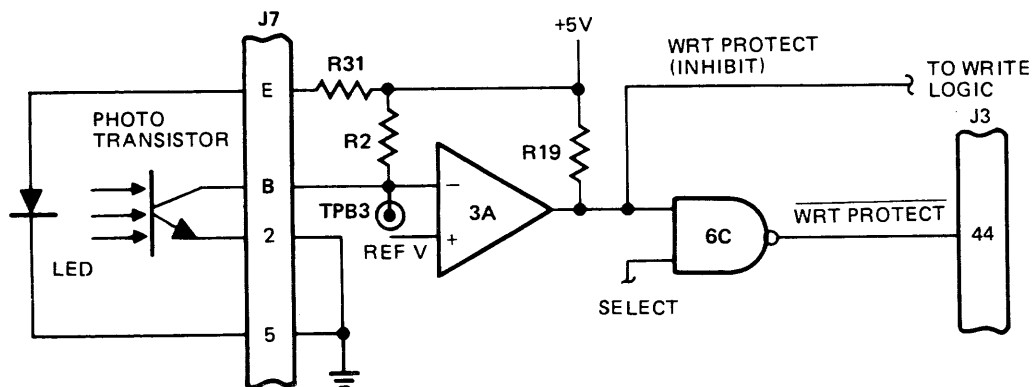 J7
+5V
WRT PROTECT
(INHIBIT)
TO WRITE
LOGIC
J3
E
R31
PHOTO
TRANSISTOR
R2
R19
B
TPB3
−
3A
+
REF V
2
LED
6C
WRT PROTECT
44
SELECT
5